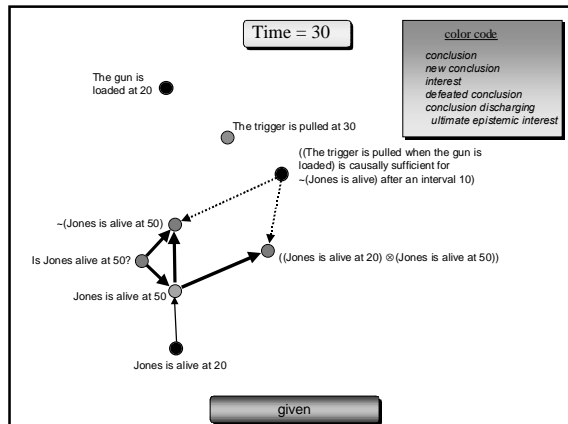 Time = 30
color code
conclusion
new conclusion
interest
defeated conclusion
conclusion discharging
ultimate epistemic interest
The gun is
loaded at 20
The trigger is pulled at 30
((The trigger is pulled when the gun is
loaded) is causally sufficient for
~(Jones is alive) after an interval 10)
~(Jones is alive at 50)
Is Jones alive at 50?
((Jones is alive at 20) ⊗(Jones is alive at 50))
Jones is alive at 50
Jones is alive at 20
given